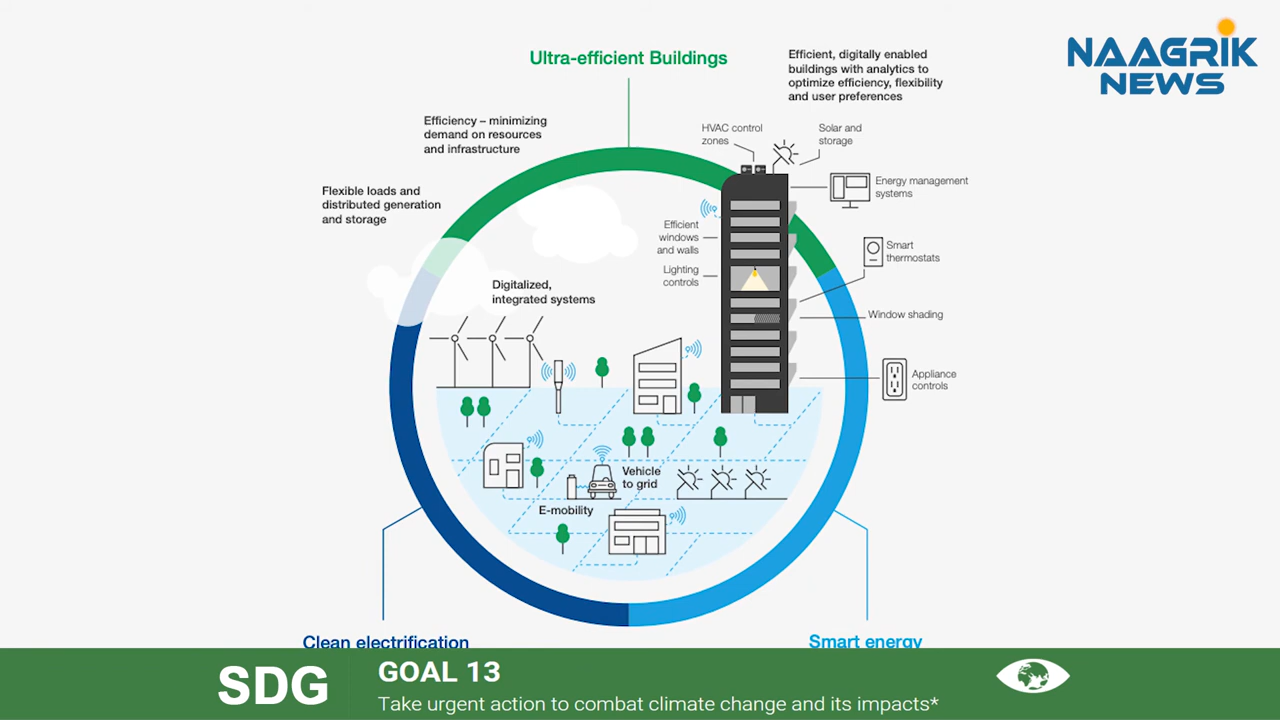 NAAGRIK
NEWS
Ultra-efficient Buildings
Efficient, digitally enabled
buildings with analytics to
optimize efficiency, flexibility
and user preferences
Efficiency – minimizing
demand on resources
and infrastructure
HVAC control
zones
Solar and
storage
Flexible loads and
distributed generation
and storage
Energy management
systems
Efficient
windows
and walls
Smart
thermostats
Lighting
controls
Digitalized,
integrated systems
Window shading
Appliance
controls
Vehicle
to grid
E-mobility
Clean electrification
Smart energy
SDG
GOAL 13
Take urgent action to combat climate change and its impacts*